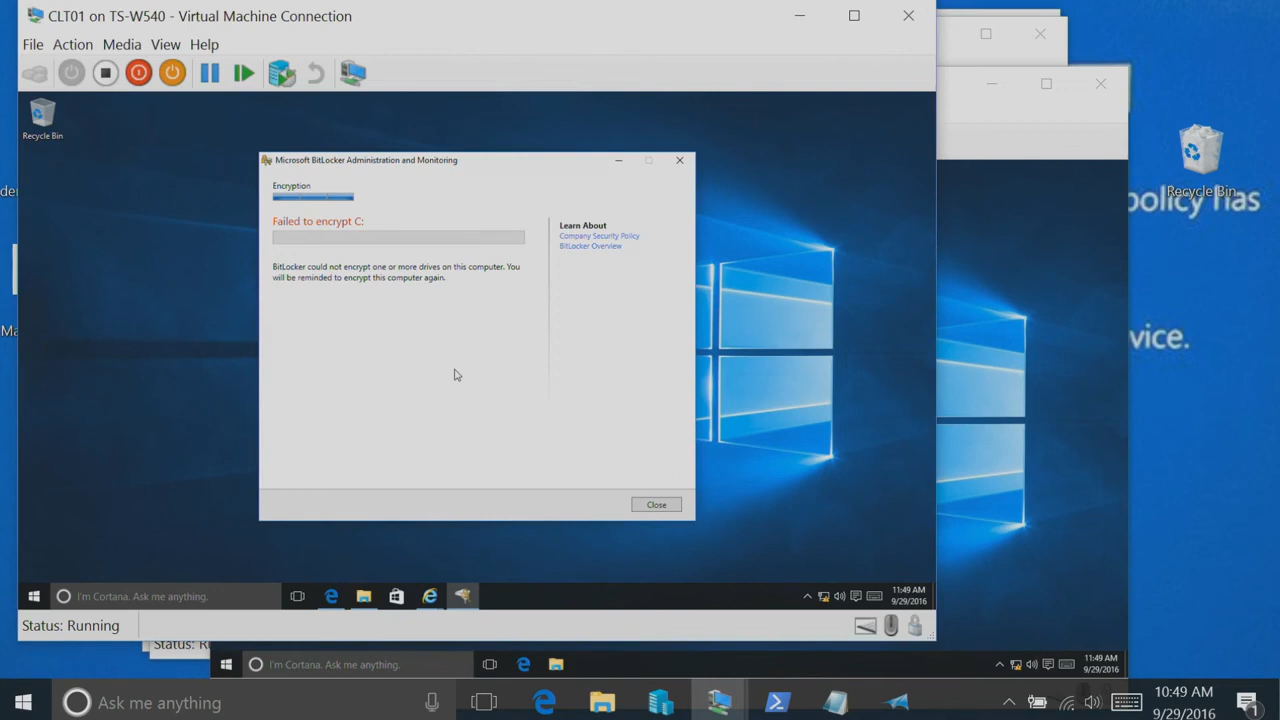 CLT01 on TS-W540 - Virtual Machine Connection
File Action Media View Help
Recycle Bin
Microsoft BitLocker Administration and Monitoring
Encryption
Failed to encrypt C:
BitLocker could not encrypt one or more drives on this computer. You
will be reminded to encrypt this computer again.
Learn About
Company Security Policy
BitLocker Overview
Close
I'm Cortana. Ask me anything.
11:49 AM
9/29/2016
Status: Running
Recycle Bin
policy has
vice.
der
Ma
Status: Ru
I'm Cortana. Ask me anything.
11:49 AM
9/29/2016
Ask me anything
10:49 AM
9/29/2016
1